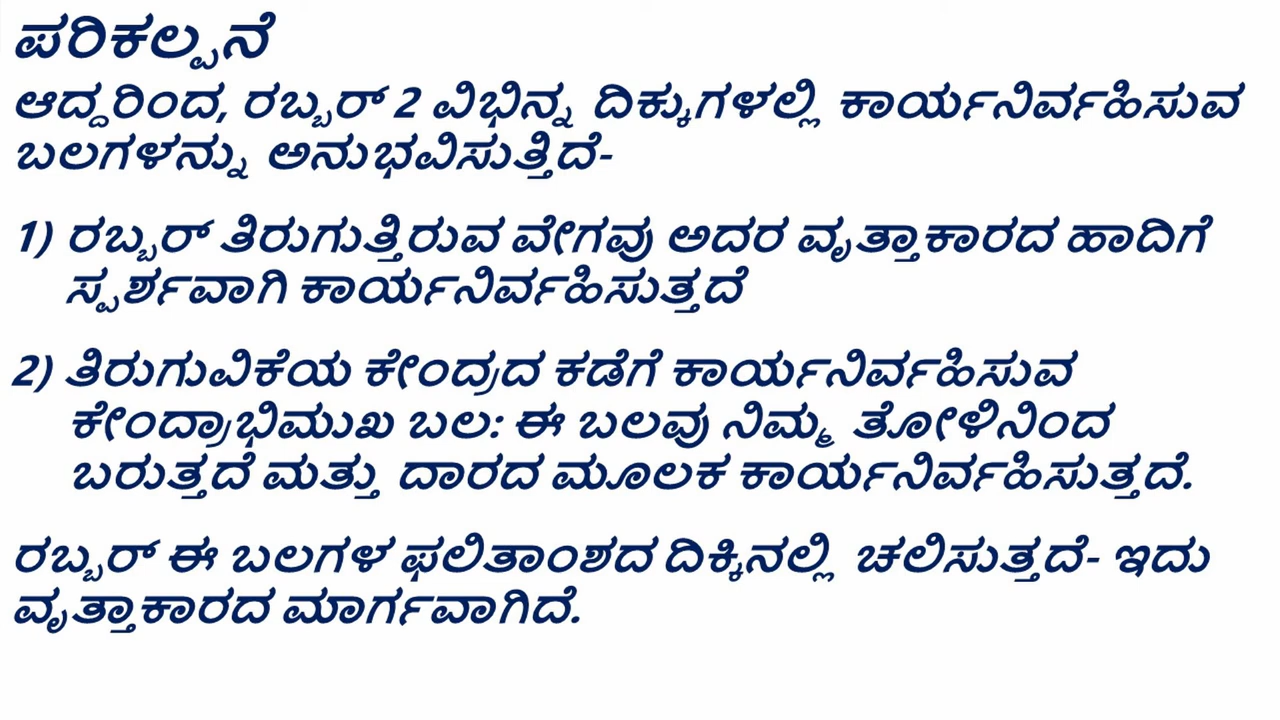 ಪರಿಕಲ್ಪನೆ
ಆದ್ದರಿಂದ, ರಬ್ಬರ್ 2 ವಿಭಿನ್ನ ದಿಕ್ಕುಗಳಲ್ಲಿ ಕಾರ್ಯನಿರ್ವಹಿಸುವ
ಬಲಗಳನ್ನು ಅನುಭವಿಸುತ್ತಿದೆ-
1) ರಬ್ಬರ್ ತಿರುಗುತ್ತಿರುವ ವೇಗವು ಅದರ ವೃತ್ತಾಕಾರದ ಹಾದಿಗೆ
ಸ್ಪರ್ಶವಾಗಿ ಕಾರ್ಯನಿರ್ವಹಿಸುತ್ತದೆ
2) ತಿರುಗುವಿಕೆಯ ಕೇಂದ್ರದ ಕಡೆಗೆ ಕಾರ್ಯನಿರ್ವಹಿಸುವ
ಕೇಂದ್ರಾಭಿಮುಖ ಬಲ: ಈ ಬಲವು ನಿಮ್ಮ ತೋಳಿನಿಂದ
ಬರುತ್ತದೆ ಮತ್ತು ದಾರದ ಮೂಲಕ ಕಾರ್ಯನಿರ್ವಹಿಸುತ್ತದೆ.
ರಬ್ಬರ್ ಈ ಬಲಗಳ ಫಲಿತಾಂಶದ ದಿಕ್ಕಿನಲ್ಲಿ ಚಲಿಸುತ್ತದೆ- ಇದು
ವೃತ್ತಾಕಾರದ ಮಾರ್ಗವಾಗಿದೆ.